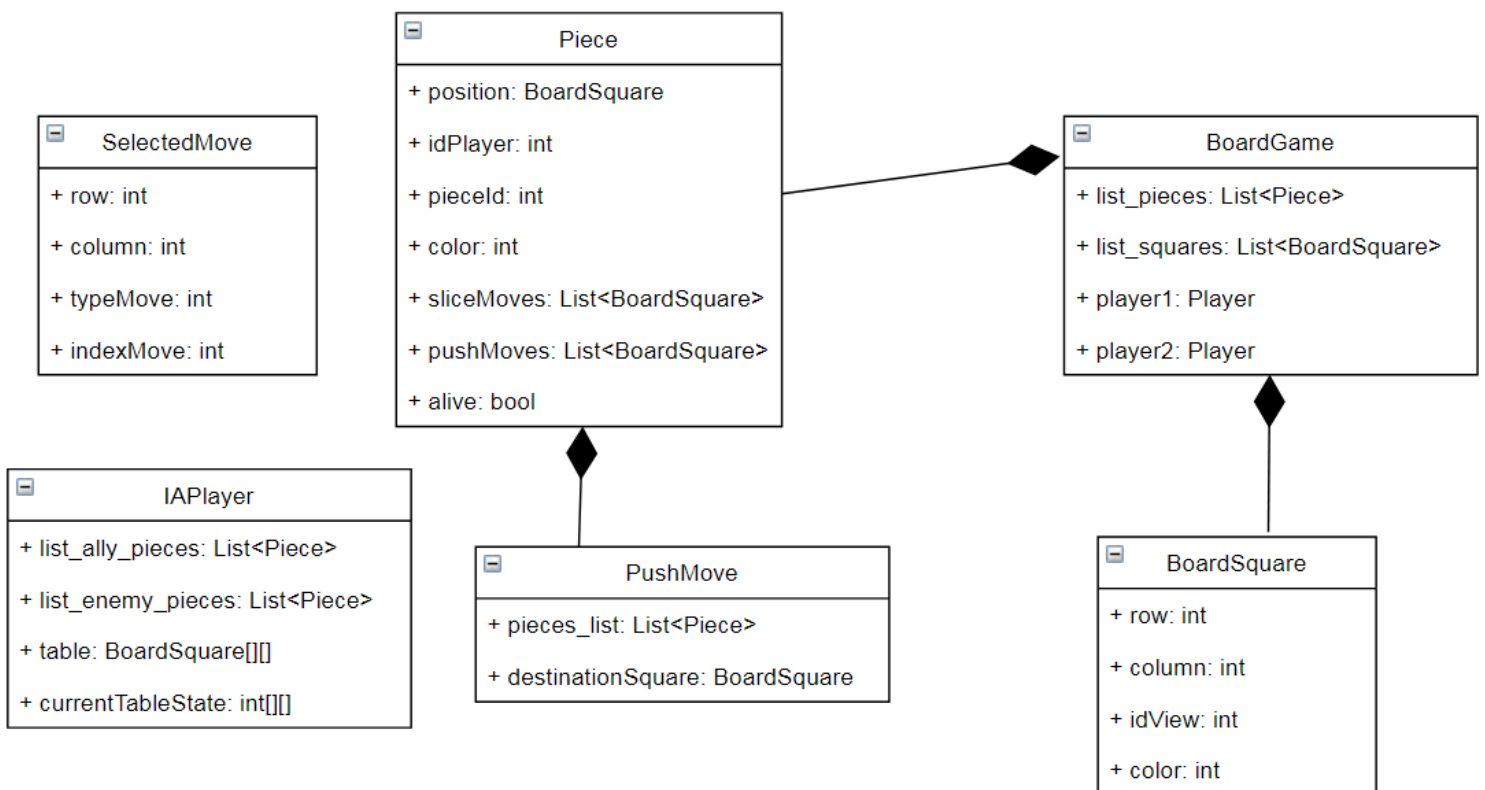 Piece
+ position: BoardSquare
+ idPlayer: int
+ pieceId: int
+ color: int
+ sliceMoves: List<BoardSquare>
+ pushMoves: List<BoardSquare>
+ alive: bool
SelectedMove
+ row: int
+ column: int
+ typeMove: int
+ indexMove: int
BoardGame
+ list_pieces: List<Piece>
+ list_squares: List<BoardSquare>
+ player1: Player
+ player2: Player
IAPlayer
+ list_ally_pieces: List<Piece>
+ list_enemy_pieces: List<Piece>
+ table: BoardSquare[][]
+ currentTableState: int[][]
PushMove
+ pieces_list: List<Piece>
+ destinationSquare: BoardSquare
BoardSquare
+ row: int
+ column: int
+ idView: int
+ color: int